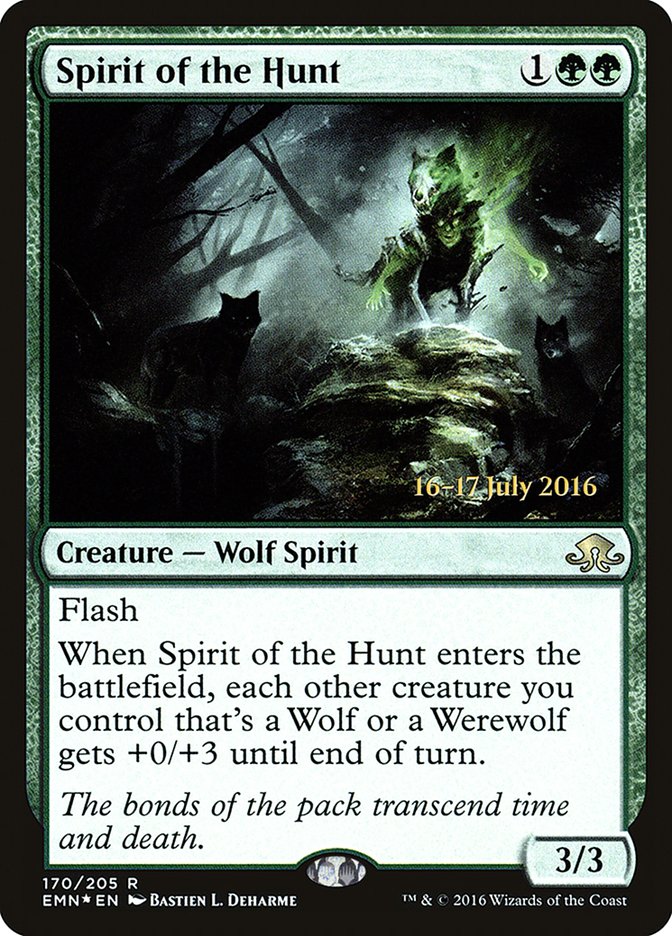 Spirit of the Hunt 1
16–17 July 2016
Creature — Wolf Spirit
Flash
When Spirit of the Hunt enters the
battlefield, each other creature you
control that's a Wolf or a Werewolf
gets +0/+3 until end of turn.
The bonds of the pack transcend time
and death.
3/3
170/205 R
EMN★EN Bastien L. Deharme
™ & © 2016 Wizards of the Coast